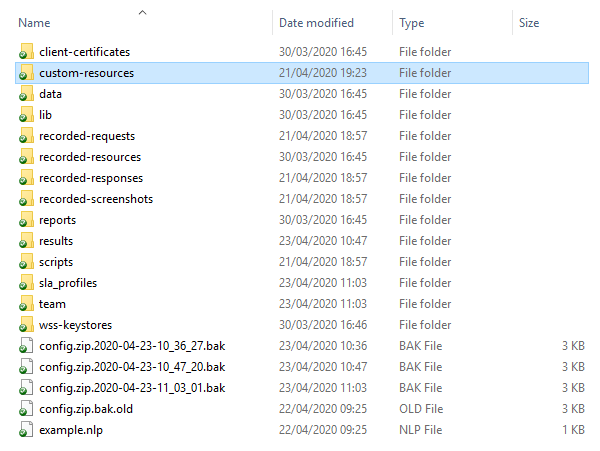 Name Date modified Type Size
client-certificates 30/03/2020 16:45 File folder
custom-resources 21/04/2020 19:23 File folder
data 30/03/2020 16:45 File folder
lib 30/03/2020 16:45 File folder
recorded-requests 21/04/2020 18:57 File folder
recorded-resources 30/03/2020 16:45 File folder
recorded-responses 21/04/2020 18:57 File folder
recorded-screenshots 21/04/2020 18:57 File folder
reports 30/03/2020 16:45 File folder
results 23/04/2020 10:47 File folder
scripts 21/04/2020 18:57 File folder
sla_profiles 23/04/2020 11:03 File folder
team 23/04/2020 11:03 File folder
wss-keystores 30/03/2020 16:46 File folder
config.zip.2020-04-23-10_36_27.bak 23/04/2020 10:36 BAK File 3 KB
config.zip.2020-04-23-10_47_20.bak 23/04/2020 10:47 BAK File 3 KB
config.zip.2020-04-23-11_03_01.bak 23/04/2020 11:03 BAK File 3 KB
config.zip.bak.old 22/04/2020 09:25 OLD File 3 KB
example.nlp 22/04/2020 09:25 NLP File 1 KB